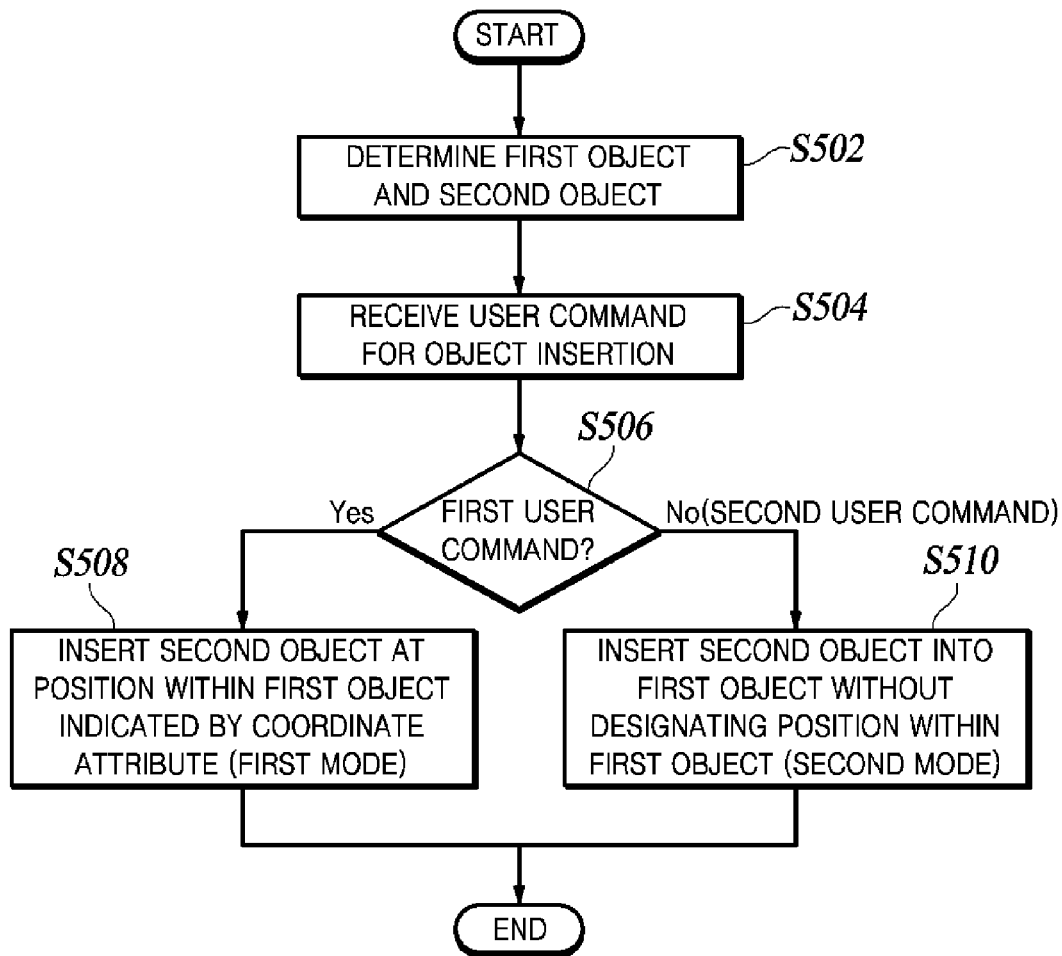 START
DETERMINE FIRST OBJECT
AND SECOND OBJECT
S502
RECEIVE USER COMMAND
FOR OBJECT INSERTION
S504
S506
FIRST USER
COMMAND?
Yes
No(SECOND USER COMMAND)
S508
INSERT SECOND OBJECT AT
POSITION WITHIN FIRST OBJECT
INDICATED BY COORDINATE
ATTRIBUTE (FIRST MODE)
S510
INSERT SECOND OBJECT INTO
FIRST OBJECT WITHOUT
DESIGNATING POSITION WITHIN
FIRST OBJECT (SECOND MODE)
END